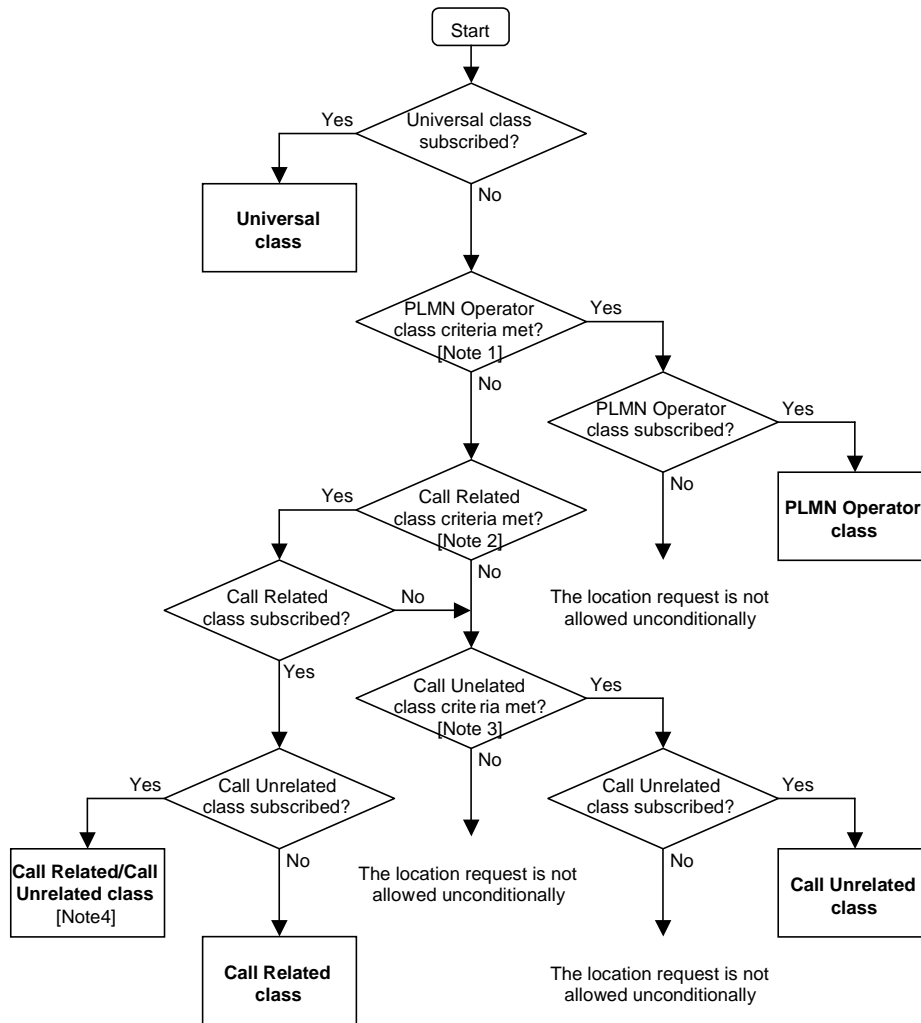 Start
Universal class
subscribed?
Yes
No
Universal
class
PLMN Operator
class criteria met?
[Note 1]
Yes
No
PLMN Operator
class subscribed?
Yes
No
PLMN Operator
class
Call Related
class criteria met?
[Note 2]
Yes
No
The location request is not
allowed unconditionally
Call Related
class subscribed?
No
Yes
Call Unelated
class criteria met?
[Note 3]
Yes
No
Call Unrelated
class subscribed?
Yes
No
Call Unrelated
class subscribed?
Yes
No
Call Related/Call
Unrelated class
[Note4]
The location request is not
allowed unconditionally
Call Unrelated
class
Call Related
class
The location request is not
allowed unconditionally